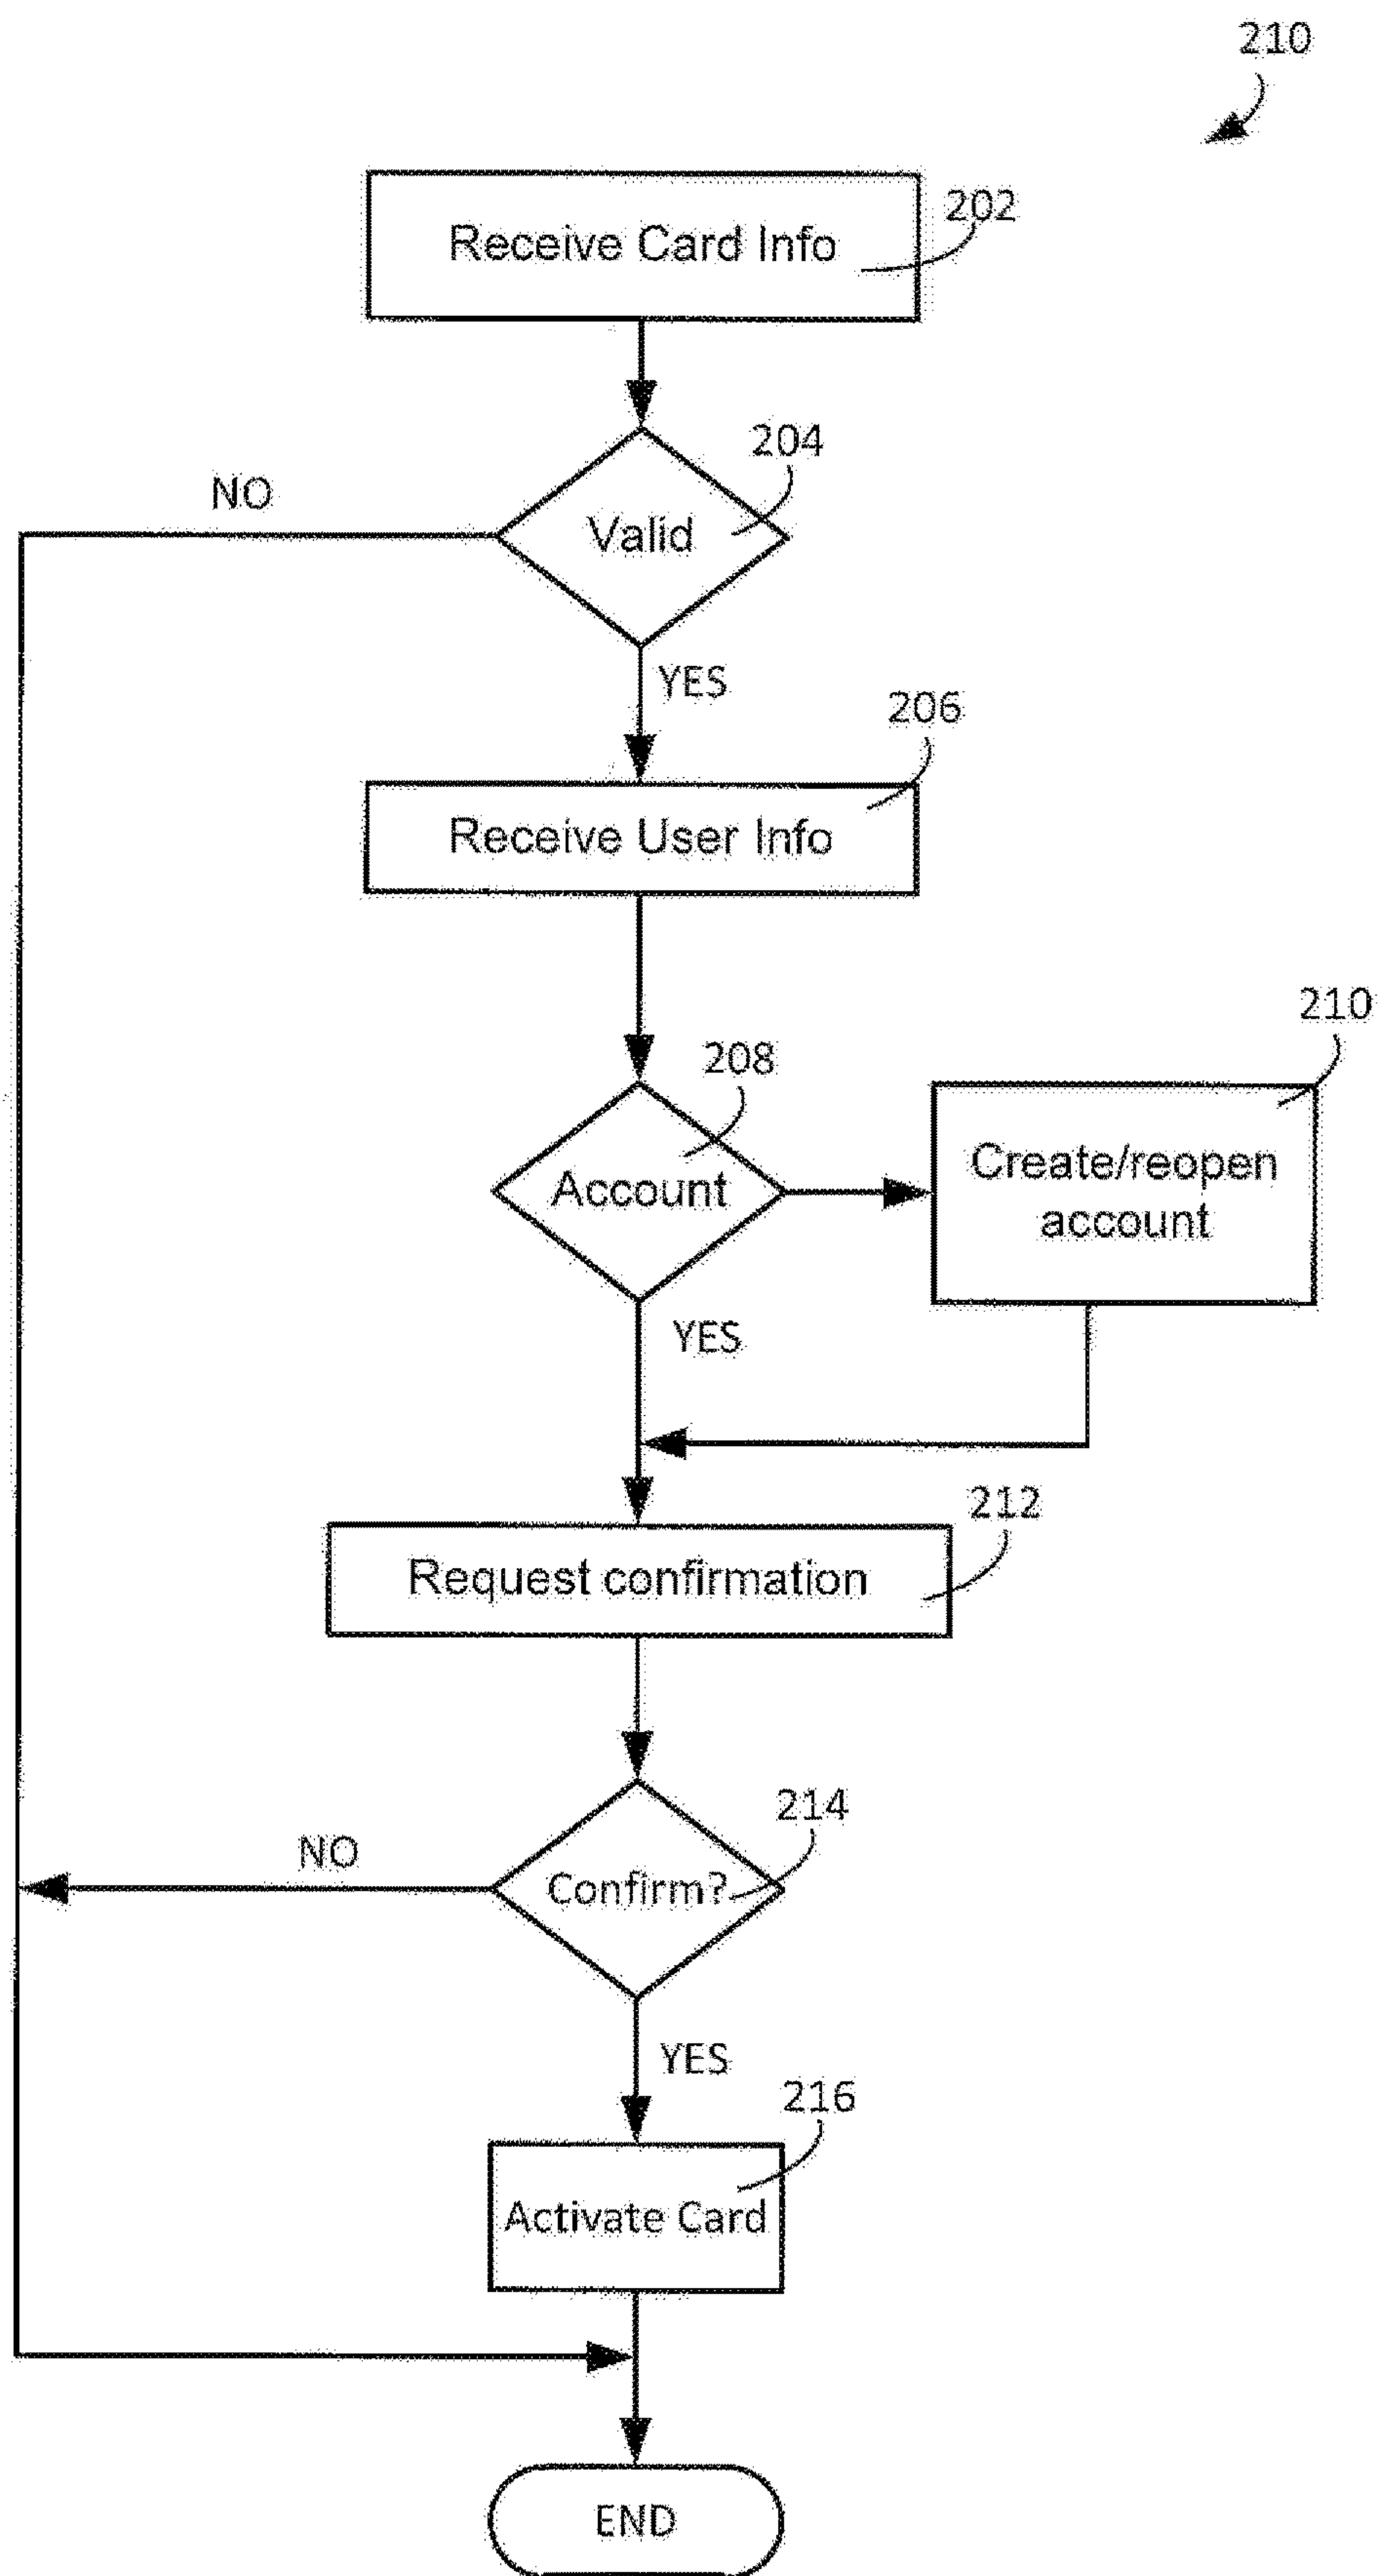 210
Receive Card Info
202
204
NO
Valid
YES
206
Receive User Info
210
208
Create/reopen
account
Account
YES
212
Request confirmation
214
NO
Confirm?
YES
216
Activate Card
END